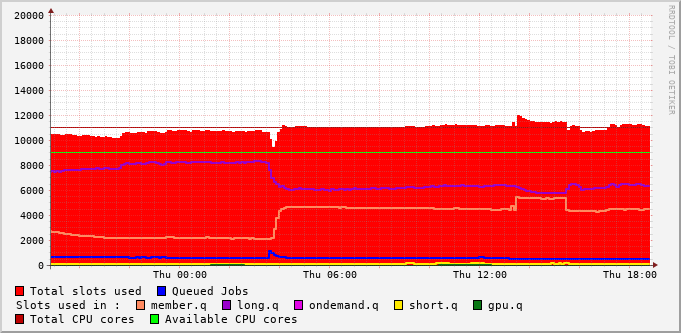 RRDTOOL / TOBI OETIKER
20000
18000
16000
14000
12000
10000
8000
6000
4000
2000
0
Thu 00:00 Thu 06:00 Thu 12:00 Thu 18:00
Total slots used Queued Jobs
Slots used in : member.q long.q ondemand.q short.q gpu.q
Total CPU cores Available CPU cores